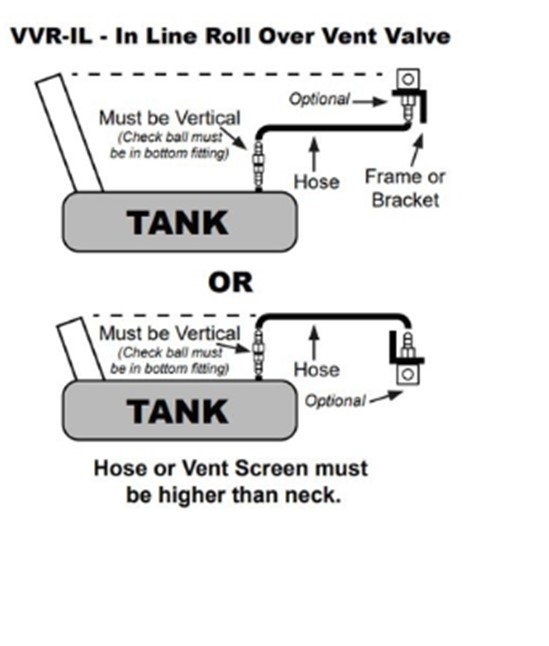 VVR-IL - In Line Roll Over Vent Valve
Optional
Must be Vertical
(Check ball must
be in bottom fitting)
Hose
Frame or
Bracket
TANK
OR
Must be Vertical
(Check ball must
be in bottom fitting)
Hose
Optional
TANK
Hose or Vent Screen must
be higher than neck.